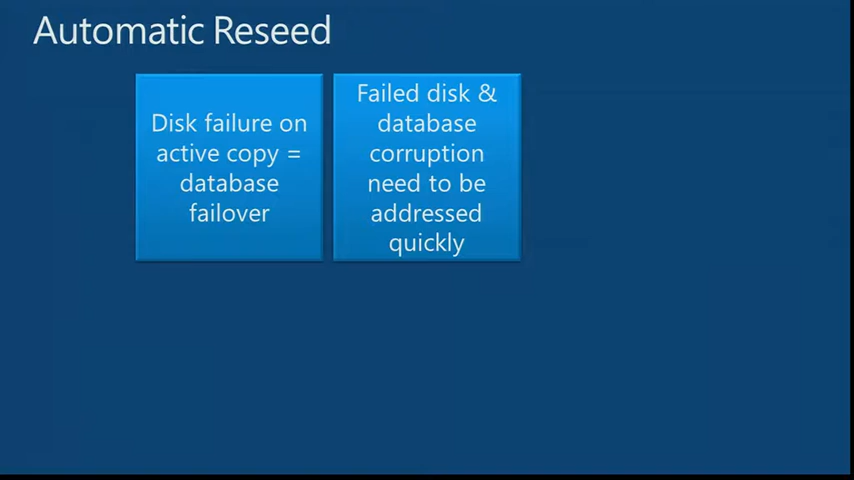 Automatic Reseed
Disk failure on
active copy =
database
failover
Failed disk &
database
corruption
need to be
addressed
quickly